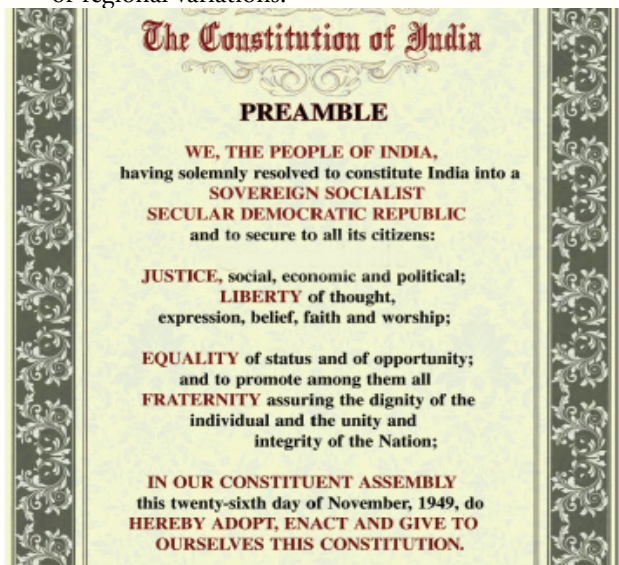 of regional variations.
The Constitution of India
PREAMBLE
WE, THE PEOPLE OF INDIA,
having solemnly resolved to constitute India into a
SOVEREIGN SOCIALIST
SECULAR DEMOCRATIC REPUBLIC
and to secure to all its citizens:
JUSTICE, social, economic and political;
LIBERTY of thought,
expression, belief, faith and worship;
EQUALITY of status and of opportunity;
and to promote among them all
FRATERNITY assuring the dignity of the
individual and the unity and
integrity of the Nation;
IN OUR CONSTITUENT ASSEMBLY
this twenty-sixth day of November, 1949, do
HEREBY ADOPT, ENACT AND GIVE TO
OURSELVES THIS CONSTITUTION.